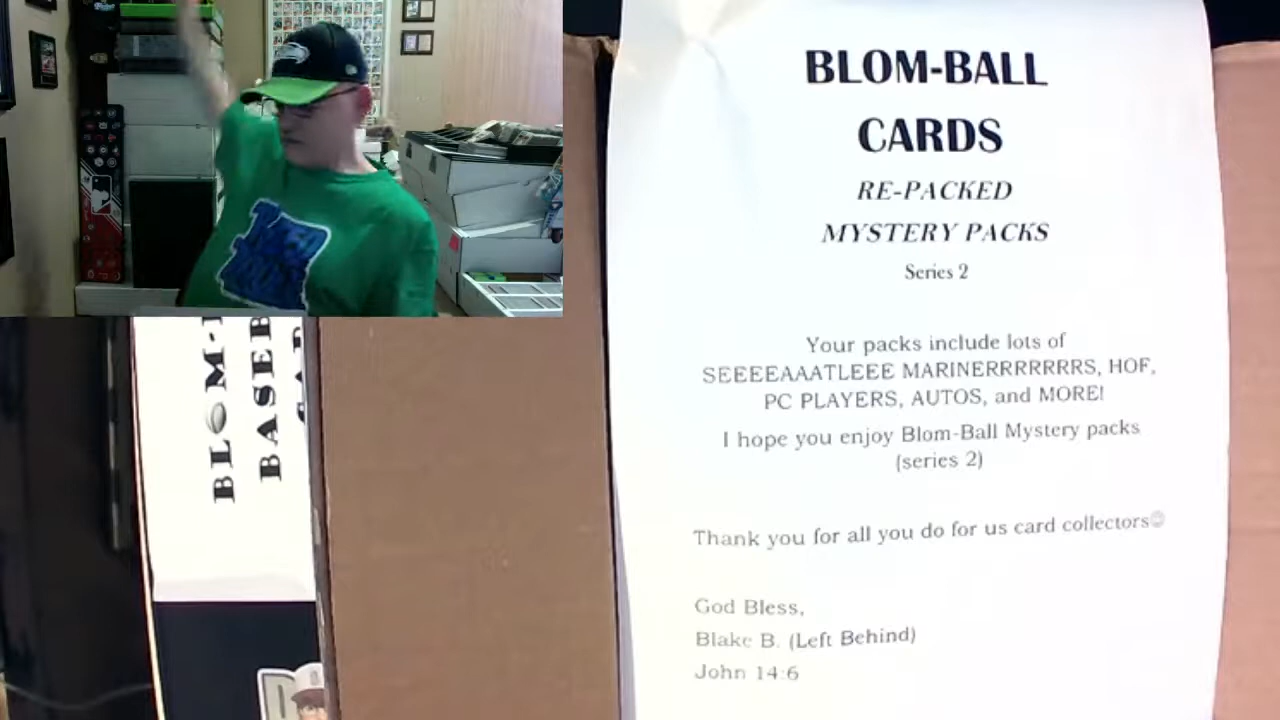 BLOM-BALL
CARDS
RE-PACKED
MYSTERY PACKS
Series 2
Your packs include lots of
SEEEEAAATLEEE MARINERRRRRRRS, HOF,
PC PLAYERS, AUTOS, and MORE!
I hope you enjoy Blom-Ball Mystery packs
(series 2)
Thank you for all you do for us card collectors☺
God Bless,
Blake B. (Left Behind)
John 14:6
BLOM-
BASEB